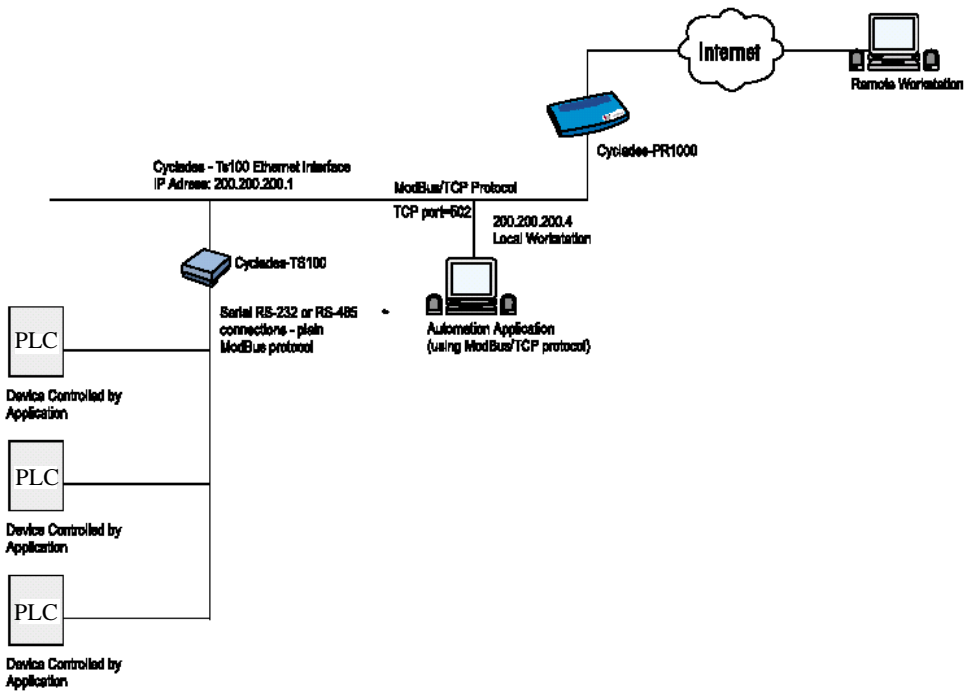 Internet
Remote Workstation
Cyclades-PR1000
Cyclades - Ts100 Ethernet Interface
IP Adress: 200.200.200.1
ModBus/TCP Protocol
TCP port=502
200.200.200.4
Local Workstation
Cyclades-TS100
Serial RS-232 or RS-485
connections - plain
ModBus protocol
Automation Application
(using ModBus/TCP protocol)
PLC
Device Controlled by
Application
PLC
Device Controlled by
Application
PLC
Device Controlled by
Application